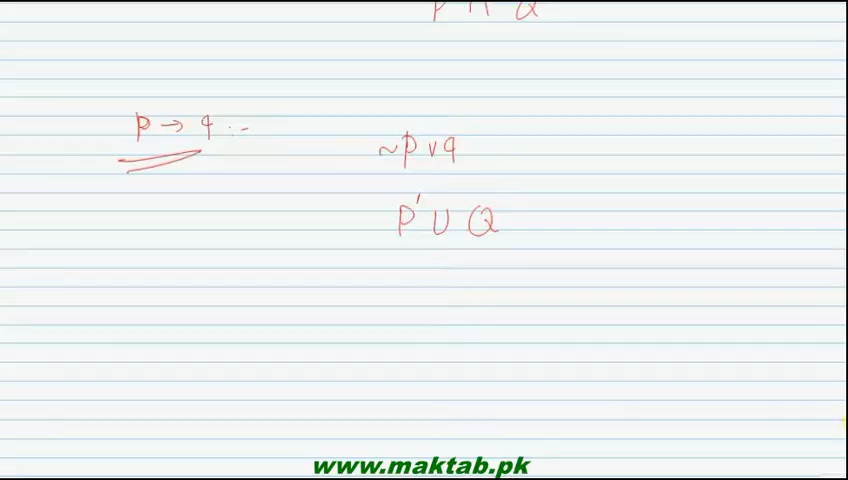 P ∩ Q
p → q :-
~p ∨ q
P' ∪ Q
www.maktab.pk